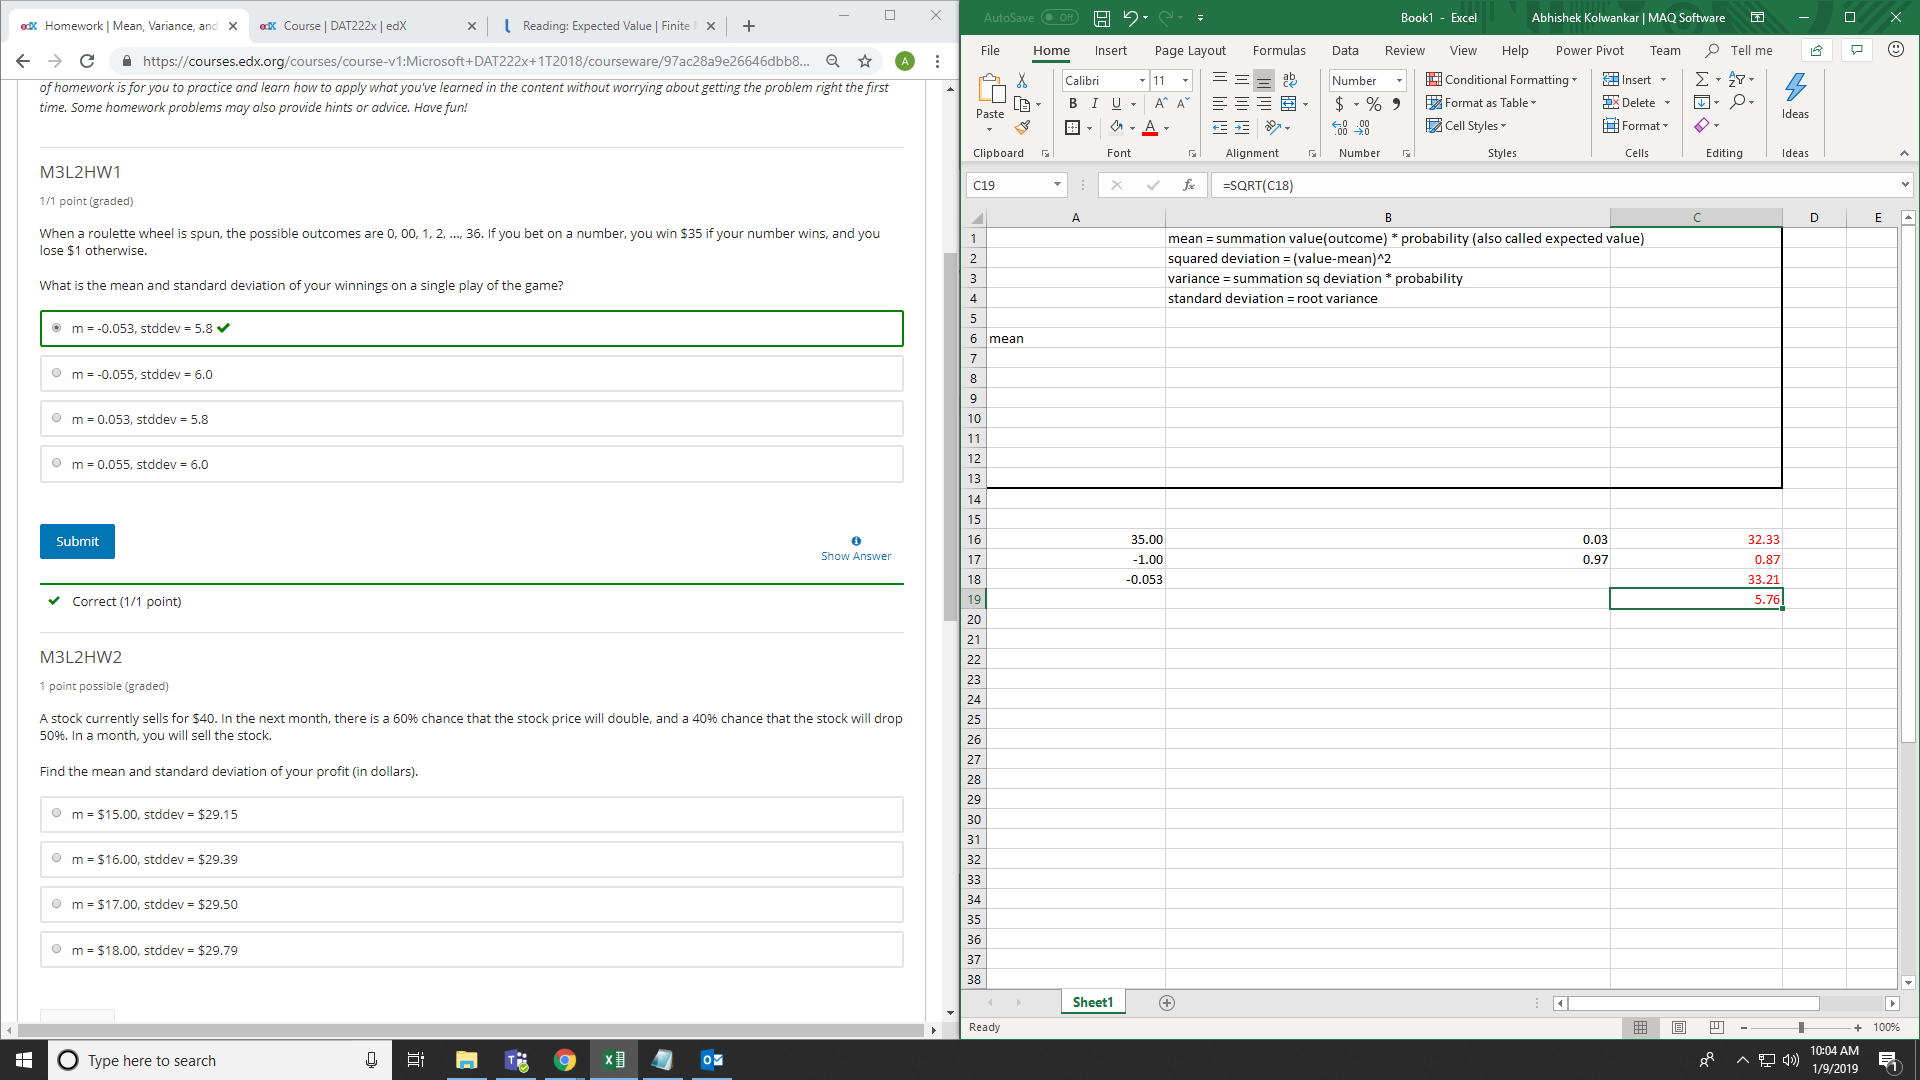 Homework | Mean, Variance, and
Course | DAT222x | edX
Reading: Expected Value | Finite
https://courses.edx.org/courses/course-v1:Microsoft+DAT222x+1T2018/courseware/97ac28a9e26646dbb8...
A
of homework is for you to practice and learn how to apply what you've learned in the content without worrying about getting the problem right the first
time. Some homework problems may also provide hints or advice. Have fun!
M3L2HW1
1/1 point (graded)
When a roulette wheel is spun, the possible outcomes are 0, 00, 1, 2, ..., 36. If you bet on a number, you win $35 if your number wins, and you
lose $1 otherwise.
What is the mean and standard deviation of your winnings on a single play of the game?
m = -0.053, stddev = 5.8
m = -0.055, stddev = 6.0
m = 0.053, stddev = 5.8
m = 0.055, stddev = 6.0
Submit
Show Answer
Correct (1/1 point)
M3L2HW2
1 point possible (graded)
A stock currently sells for $40. In the next month, there is a 60% chance that the stock price will double, and a 40% chance that the stock will drop
50%. In a month, you will sell the stock.
Find the mean and standard deviation of your profit (in dollars).
m = $15.00, stddev = $29.15
m = $16.00, stddev = $29.39
m = $17.00, stddev = $29.50
m = $18.00, stddev = $29.79
AutoSave Off
Book1 - Excel
Abhishek Kolwankar | MAQ Software
File Home Insert Page Layout Formulas Data Review View Help Power Pivot Team Tell me
Paste
Clipboard
Calibri 11
B I U
Font
Alignment
Number
$ % 9
Number
Conditional Formatting
Format as Table
Cell Styles
Styles
Insert
Delete
Format
Cells
Editing
Ideas
Ideas
C19 fx =SQRT(C18)
A B C D E
1 mean = summation value(outcome) * probability (also called expected value)
2 squared deviation = (value-mean)^2
3 variance = summation sq deviation * probability
4 standard deviation = root variance
5
6 mean
7
8
9
10
11
12
13
14
15
16 35.00 0.03 32.33
17 -1.00 0.97 0.87
18 -0.053 33.21
19 5.76
20
21
22
23
24
25
26
27
28
29
30
31
32
33
34
35
36
37
38
Sheet1
Ready
100%
Type here to search
10:04 AM
1/9/2019
1